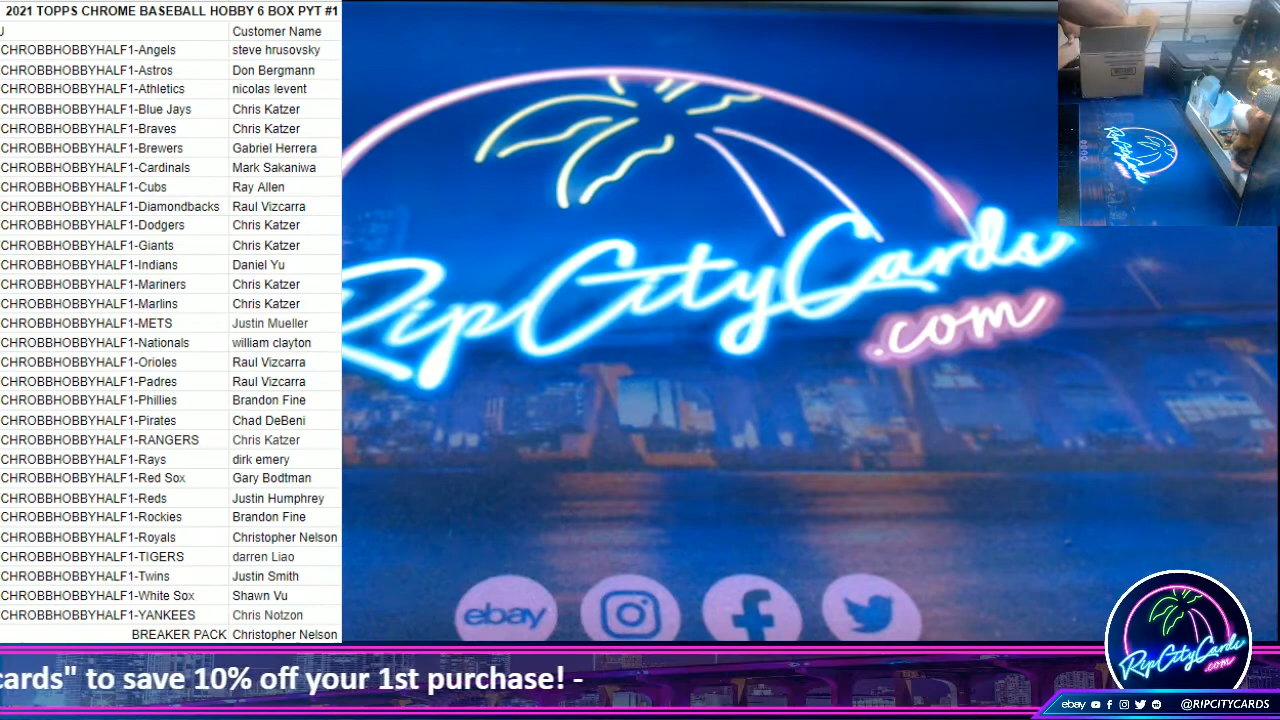 2021 TOPPS CHROME BASEBALL HOBBY 6 BOX PYT #1
Customer Name
CHROBBHOBBYHALF1-Angels steve hrusovsky
CHROBBHOBBYHALF1-Astros Don Bergmann
CHROBBHOBBYHALF1-Athletics nicolas levent
CHROBBHOBBYHALF1-Blue Jays Chris Katzer
CHROBBHOBBYHALF1-Braves Chris Katzer
CHROBBHOBBYHALF1-Brewers Gabriel Herrera
CHROBBHOBBYHALF1-Cardinals Mark Sakaniwa
CHROBBHOBBYHALF1-Cubs Ray Allen
CHROBBHOBBYHALF1-Diamondbacks Raul Vizcarra
CHROBBHOBBYHALF1-Dodgers Chris Katzer
CHROBBHOBBYHALF1-Giants Chris Katzer
CHROBBHOBBYHALF1-Indians Daniel Yu
CHROBBHOBBYHALF1-Mariners Chris Katzer
CHROBBHOBBYHALF1-Marlins Chris Katzer
CHROBBHOBBYHALF1-METS Justin Mueller
CHROBBHOBBYHALF1-Nationals william clayton
CHROBBHOBBYHALF1-Orioles Raul Vizcarra
CHROBBHOBBYHALF1-Padres Raul Vizcarra
CHROBBHOBBYHALF1-Phillies Brandon Fine
CHROBBHOBBYHALF1-Pirates Chad DeBeni
CHROBBHOBBYHALF1-RANGERS Chris Katzer
CHROBBHOBBYHALF1-Rays dirk emery
CHROBBHOBBYHALF1-Red Sox Gary Bodtman
CHROBBHOBBYHALF1-Reds Justin Humphrey
CHROBBHOBBYHALF1-Rockies Brandon Fine
CHROBBHOBBYHALF1-Royals Christopher Nelson
CHROBBHOBBYHALF1-TIGERS darren Liao
CHROBBHOBBYHALF1-Twins Justin Smith
CHROBBHOBBYHALF1-White Sox Shawn Vu
CHROBBHOBBYHALF1-YANKEES Chris Notzon
BREAKER PACK Christopher Nelson
RipCityCards
.com
ebay
RipCityCards
.com
cards" to save 10% off your 1st purchase! -
RipCityCards
.com
ebay @RIPCITYCARDS